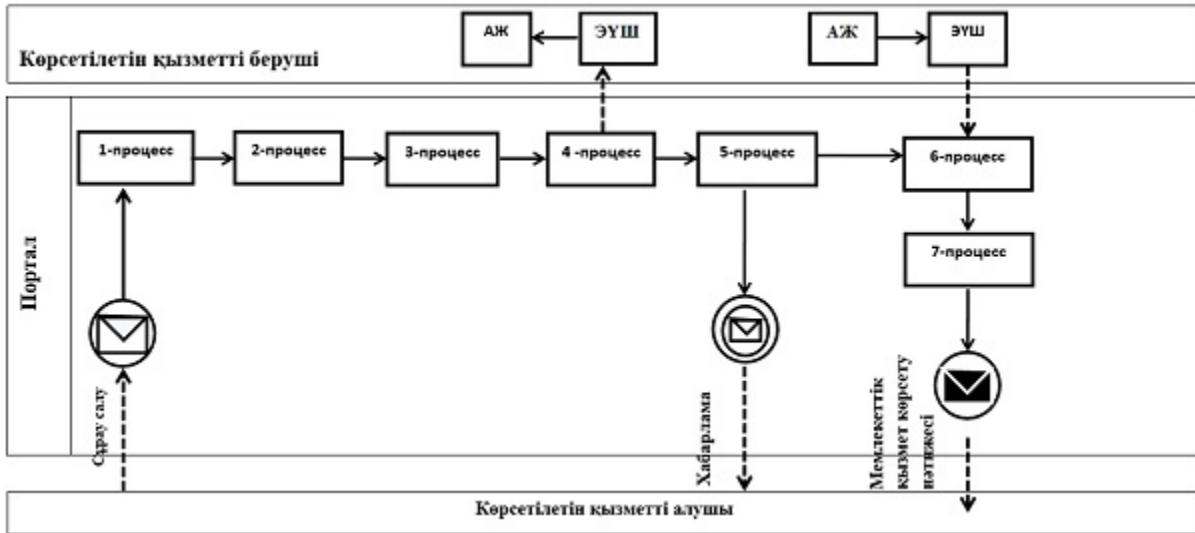 АЖ
ЭҮШ
АЖ
ЭҮШ
Көрсетілетін қызметті беруші
1-процесс
2-процесс
3-процесс
4 -процесс
5-процесс
6-процесс
7-процесс
Портал
Сұрау салу
Хабарлама
Мемлекеттік
қызмет көрсету
нәтижесі
Көрсетілетін қызметті алушы